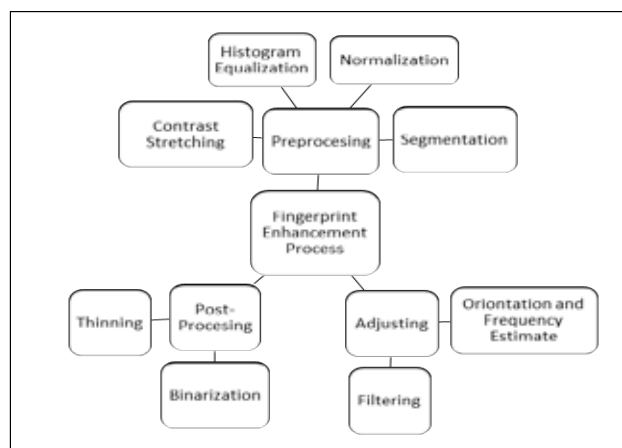 Histogram
Equalization
Normalization
Contrast
Stretching
Preprocesing
Segmentation
Fingerprint
Enhancement
Process
Thinning
Post-
Procesing
Adjusting
Oriontation and
Frequency
Estimate
Binarization
Filtering